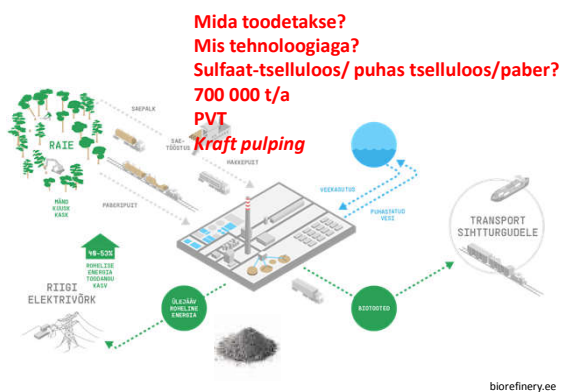 Mida toodetakse?
Mis tehnoloogiaga?
Sulfaat-tselluloos/ puhas tselluloos/paber?
700 000 t/a
PVT
Kraft pulping
SAEPALK
RAIE
SAE-
TÖÖSTUS
HAKKEPUIT
MÄND
KUUSK
KASK
PABERIPUIT
VEEKASUTUS
PUHASTATUD
VESI
TRANSPORT
SIHTTURGUDELE
ROHELISE
ENERGIA
TOODANGU
KASV
RIIGI
ELEKTRIVÕRK
ÜLEJÄÄV
ROHELINE
ENERGIA
BIOTOOTED
biorefinery.ee